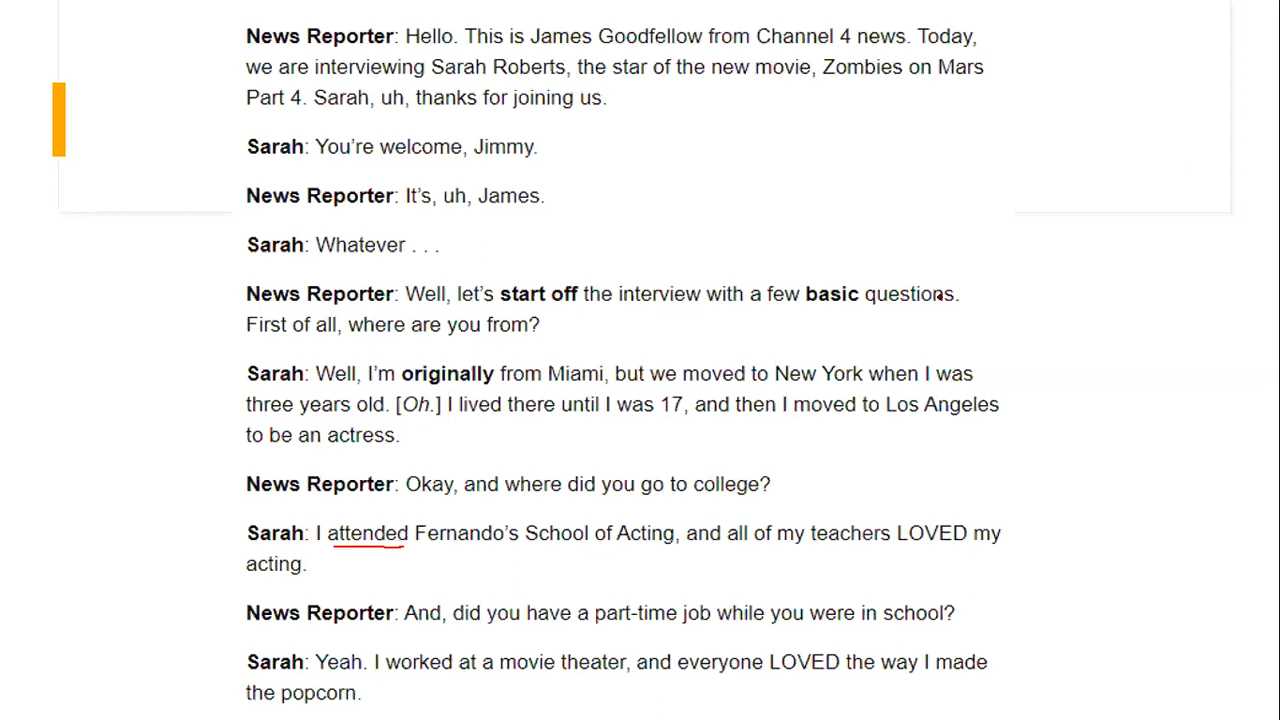 News Reporter: Hello. This is James Goodfellow from Channel 4 news. Today,
we are interviewing Sarah Roberts, the star of the new movie, Zombies on Mars
Part 4. Sarah, uh, thanks for joining us.
Sarah: You’re welcome, Jimmy.
News Reporter: It’s, uh, James.
Sarah: Whatever . . .
News Reporter: Well, let’s start off the interview with a few basic questions.
First of all, where are you from?
Sarah: Well, I’m originally from Miami, but we moved to New York when I was
three years old. [Oh.] I lived there until I was 17, and then I moved to Los Angeles
to be an actress.
News Reporter: Okay, and where did you go to college?
Sarah: I attended Fernando’s School of Acting, and all of my teachers LOVED my
acting.
News Reporter: And, did you have a part-time job while you were in school?
Sarah: Yeah. I worked at a movie theater, and everyone LOVED the way I made
the popcorn.